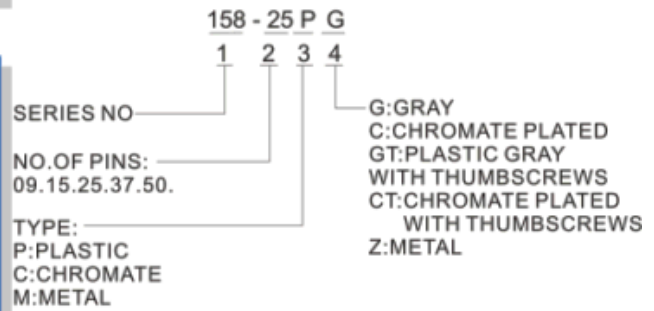 158 - 25 P G
1 2 3 4
SERIES NO
NO.OF PINS:
09.15.25.37.50.
TYPE:
P:PLASTIC
C:CHROMATE
M:METAL
G:GRAY
C:CHROMATE PLATED
GT:PLASTIC GRAY
WITH THUMBSCREWS
CT:CHROMATE PLATED
WITH THUMBSCREWS
Z:METAL